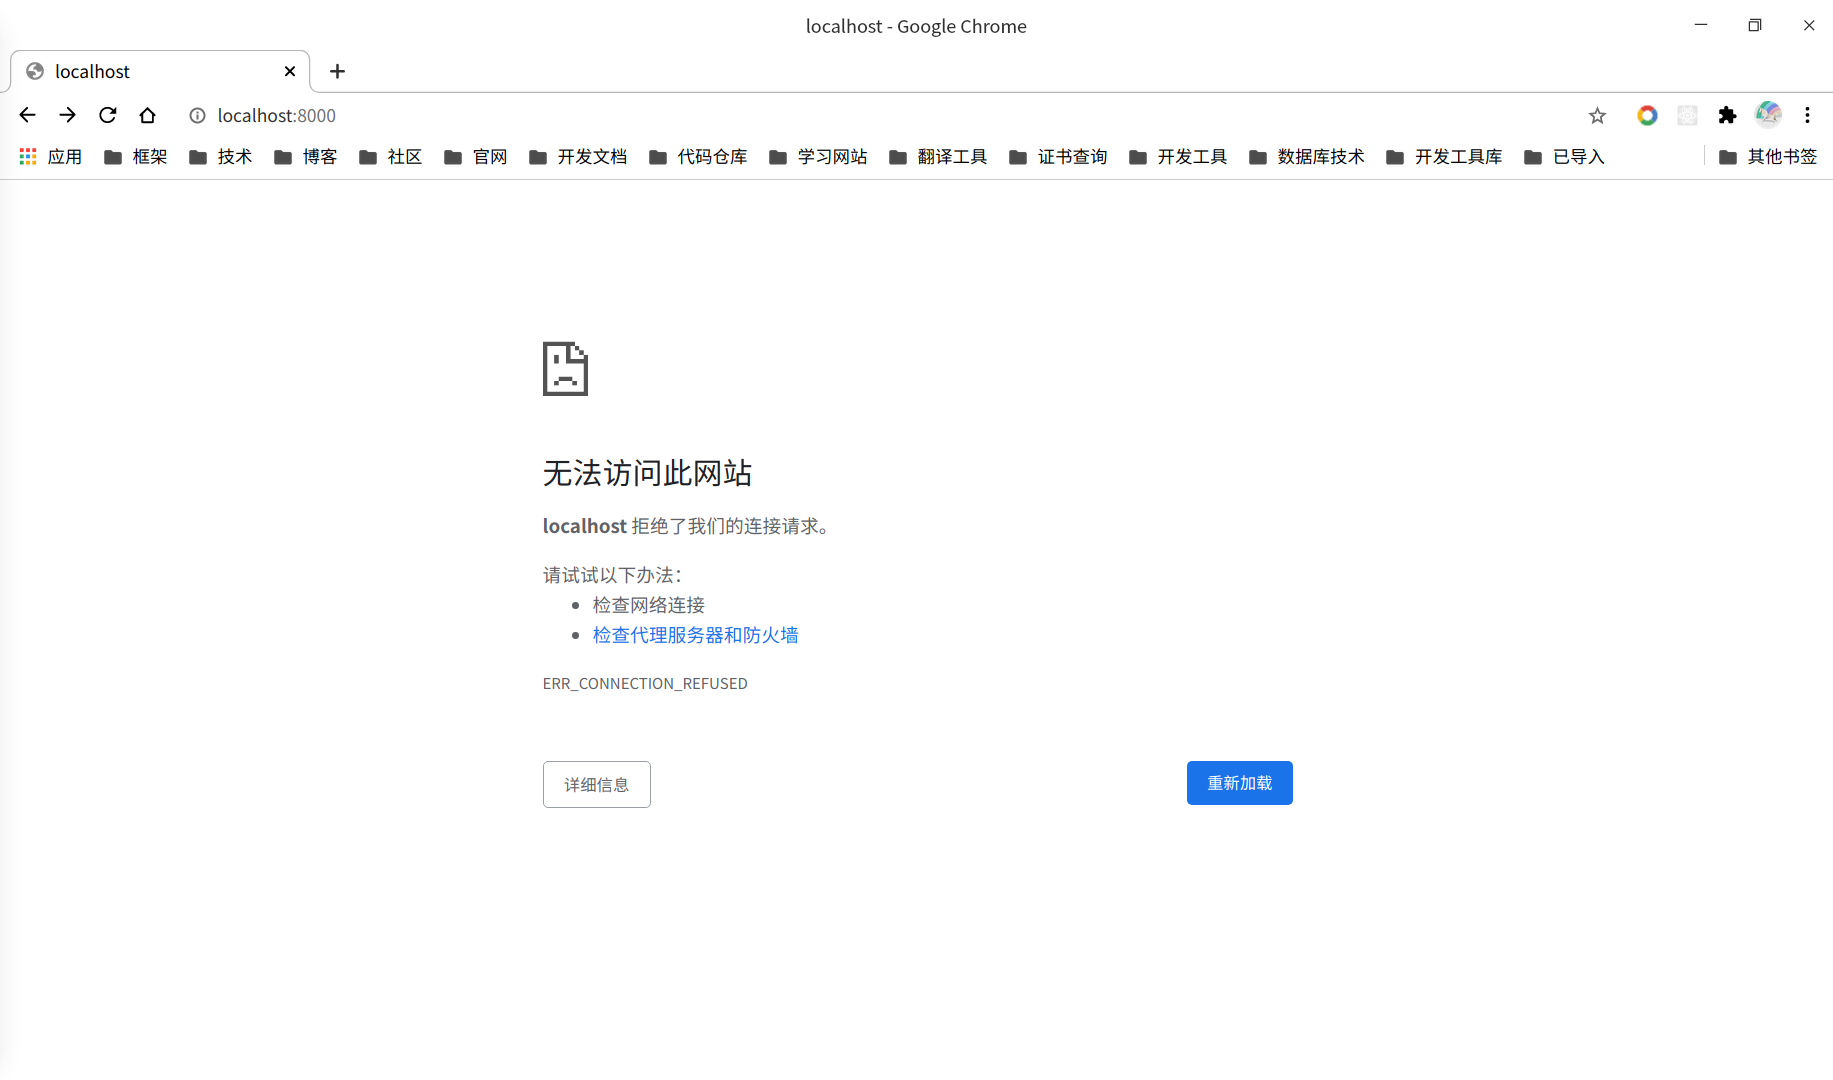 localhost - Google Chrome
localhost
localhost:8000
应用 框架 技术 博客 社区 官网 开发文档 代码仓库 学习网站 翻译工具 证书查询 开发工具 数据库技术 开发工具库 已导入 其他书签
无法访问此网站
localhost 拒绝了我们的连接请求。
请试试以下办法：
检查网络连接
检查代理服务器和防火墙
ERR_CONNECTION_REFUSED
详细信息 重新加载